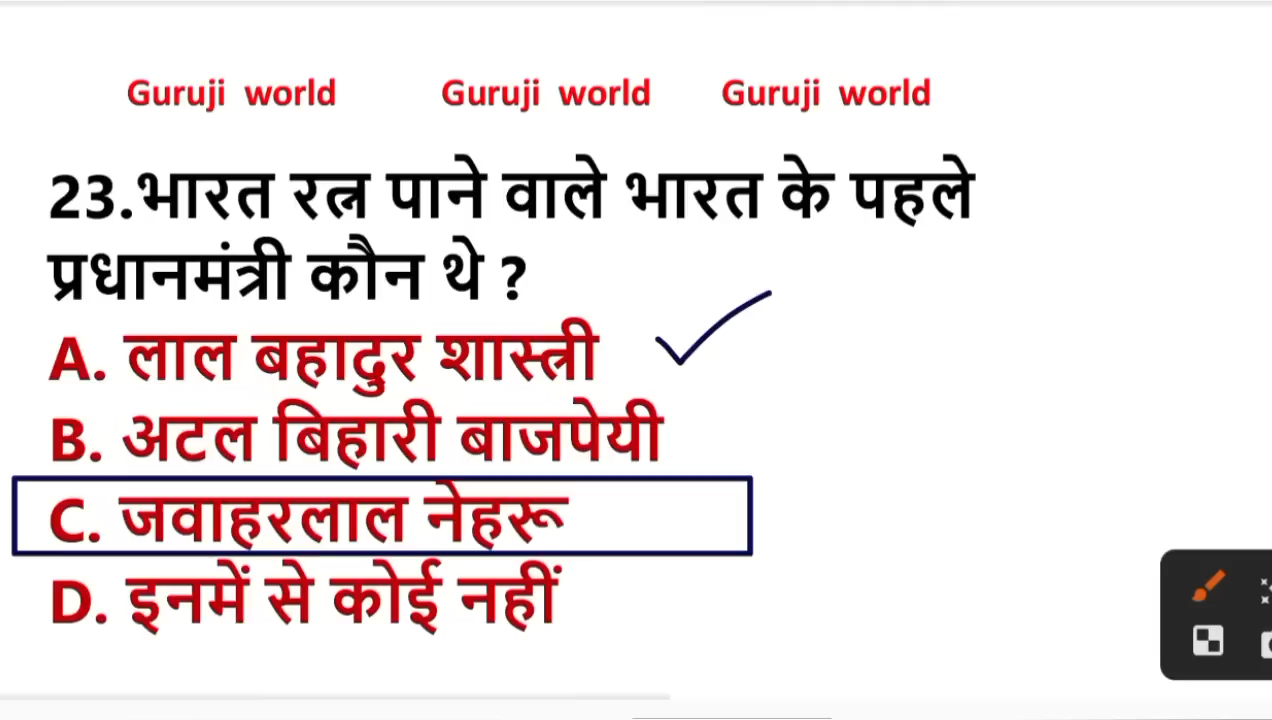 Guruji world Guruji world Guruji world
23.भारत रत्न पाने वाले भारत के पहले
प्रधानमंत्री कौन थे ?
A. लाल बहादुर शास्त्री
B. अटल बिहारी बाजपेयी
C. जवाहरलाल नेहरू
D. इनमें से कोई नहीं